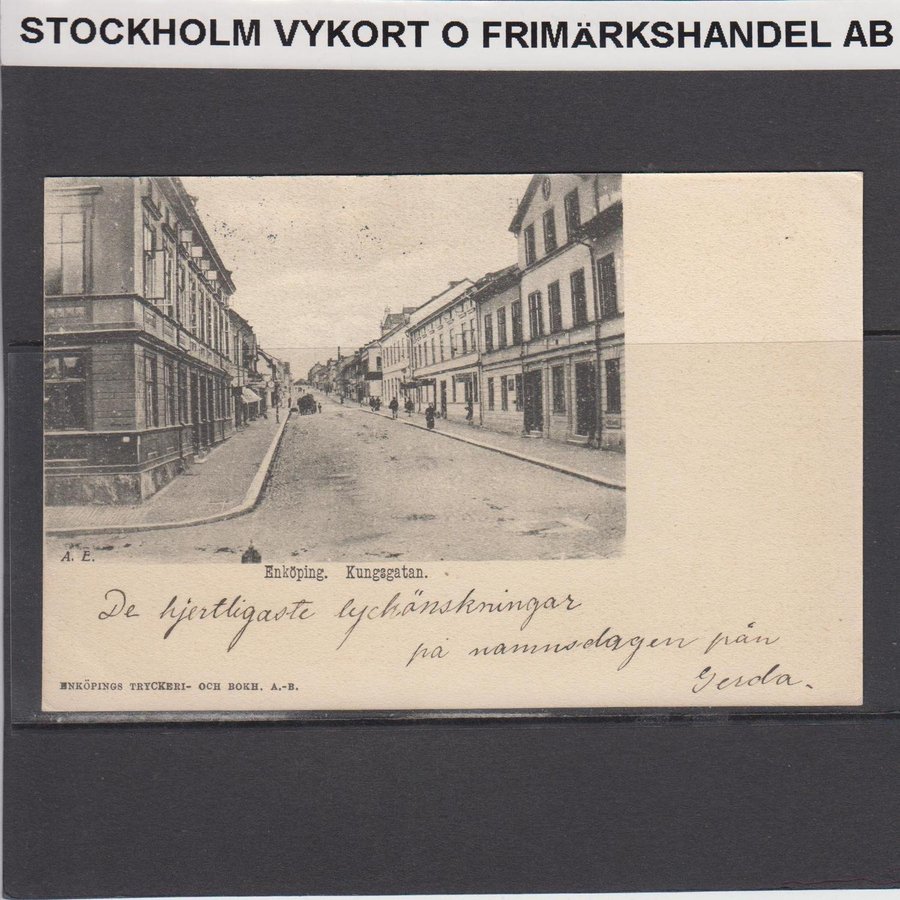 STOCKHOLM VYKORT O FRIMÄRKSHANDEL AB
A. E.
Enköping. Kungsgatan.
De hjertligaste lyckönskningar
på namnsdagen från
Gerda.
ENKÖPINGS TRYCKERI- OCH BOKH. A.-B.